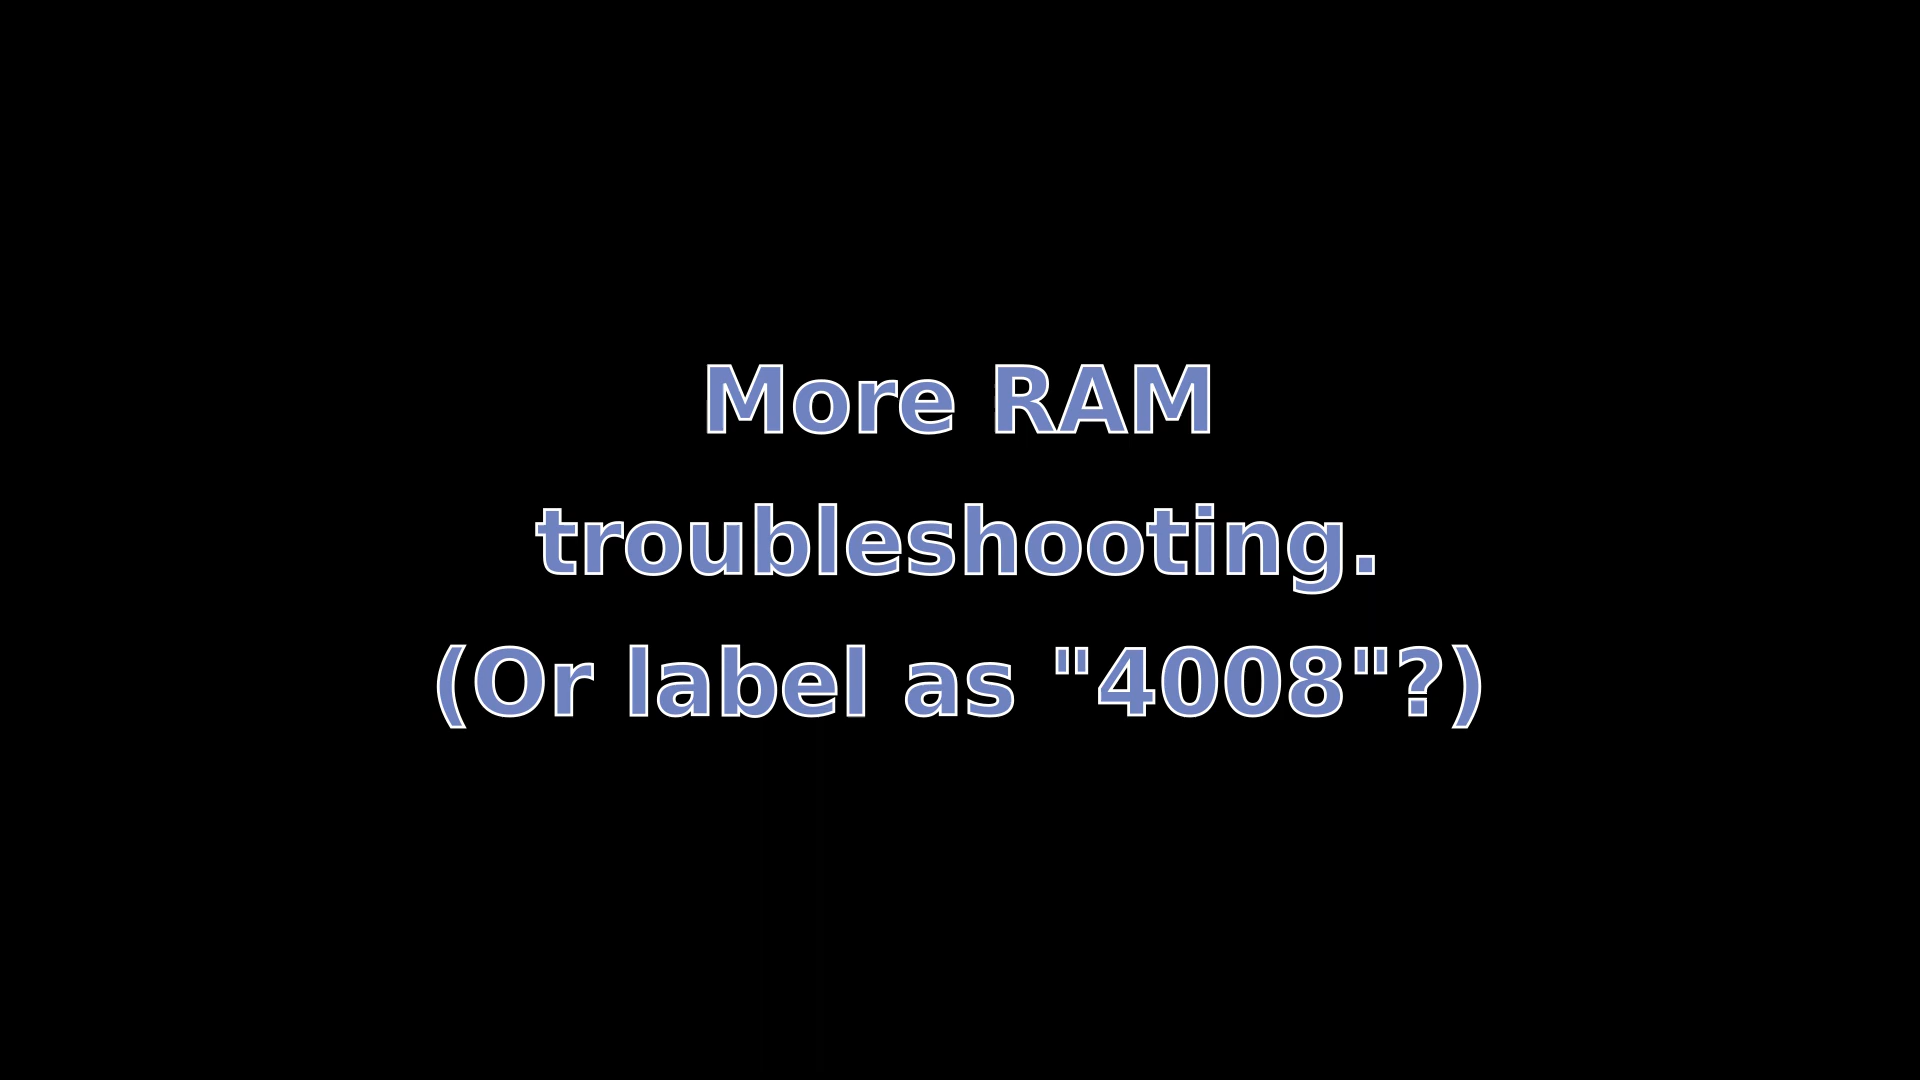 More RAM
troubleshooting.
(Or label as "4008"?)